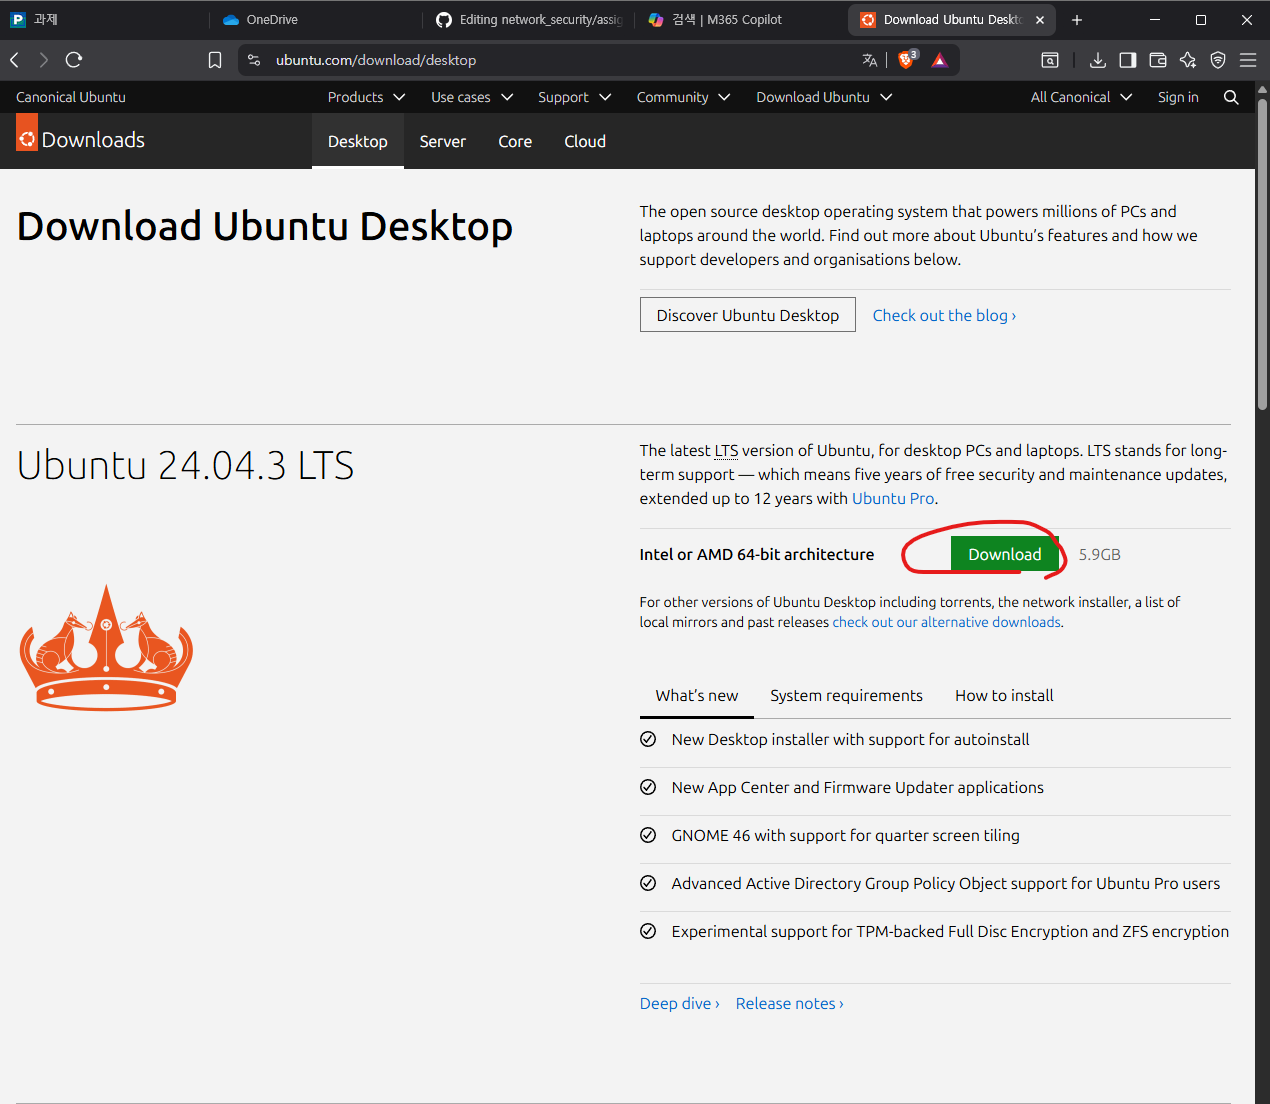 과제
OneDrive
Editing network_security/assig
검색 | M365 Copilot
Download Ubuntu Deskto
ubuntu.com/download/desktop
3
Canonical Ubuntu
Products
Use cases
Support
Community
Download Ubuntu
All Canonical
Sign in
Downloads
Desktop
Server
Core
Cloud
Download Ubuntu Desktop
The open source desktop operating system that powers millions of PCs and
laptops around the world. Find out more about Ubuntu’s features and how we
support developers and organisations below.
Discover Ubuntu Desktop
Check out the blog ›
Ubuntu 24.04.3 LTS
The latest LTS version of Ubuntu, for desktop PCs and laptops. LTS stands for long-
term support — which means five years of free security and maintenance updates,
extended up to 12 years with Ubuntu Pro.
Intel or AMD 64-bit architecture
Download
5.9GB
For other versions of Ubuntu Desktop including torrents, the network installer, a list of
local mirrors and past releases check out our alternative downloads.
What’s new
System requirements
How to install
New Desktop installer with support for autoinstall
New App Center and Firmware Updater applications
GNOME 46 with support for quarter screen tiling
Advanced Active Directory Group Policy Object support for Ubuntu Pro users
Experimental support for TPM-backed Full Disc Encryption and ZFS encryption
Deep dive ›
Release notes ›